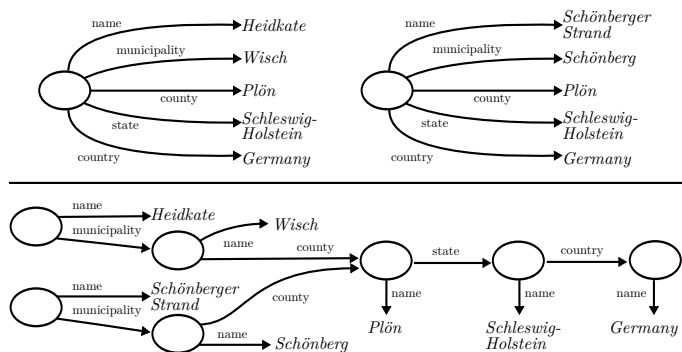 name
Heidkate
municipality
Wisch
county
Plön
state
Schleswig-
Holstein
country
Germany
name
Schönberger
Strand
municipality
Schönberg
county
Plön
state
Schleswig-
Holstein
country
Germany
name
Heidkate
municipality
name
Wisch
county
name
Schönberger
Strand
municipality
name
Schönberg
county
name
Plön
state
name
Schleswig-
Holstein
country
name
Germany